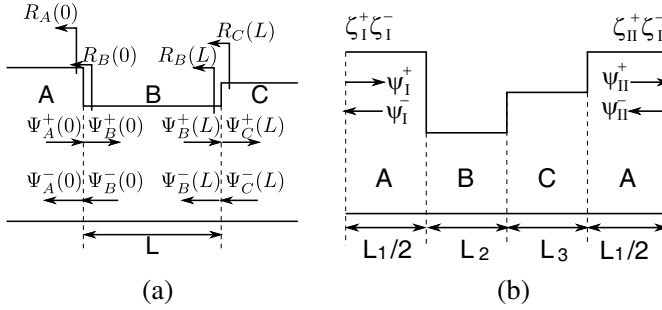 R_A(0)
R_C(L)
R_B(0) R_B(L)
A B C
Ψ_A^+(0) Ψ_B^+(0) Ψ_B^+(L) Ψ_C^+(L)
Ψ_A^-(0) Ψ_B^-(0) Ψ_B^-(L) Ψ_C^-(L)
L
(a)
ζ_I^+ζ_I^- ζ_II^+ζ_I^-
ψ_I^+ ψ_II^+
ψ_I^- ψ_II^-
A B C A
L_1/2 L_2 L_3 L_1/2
(b)